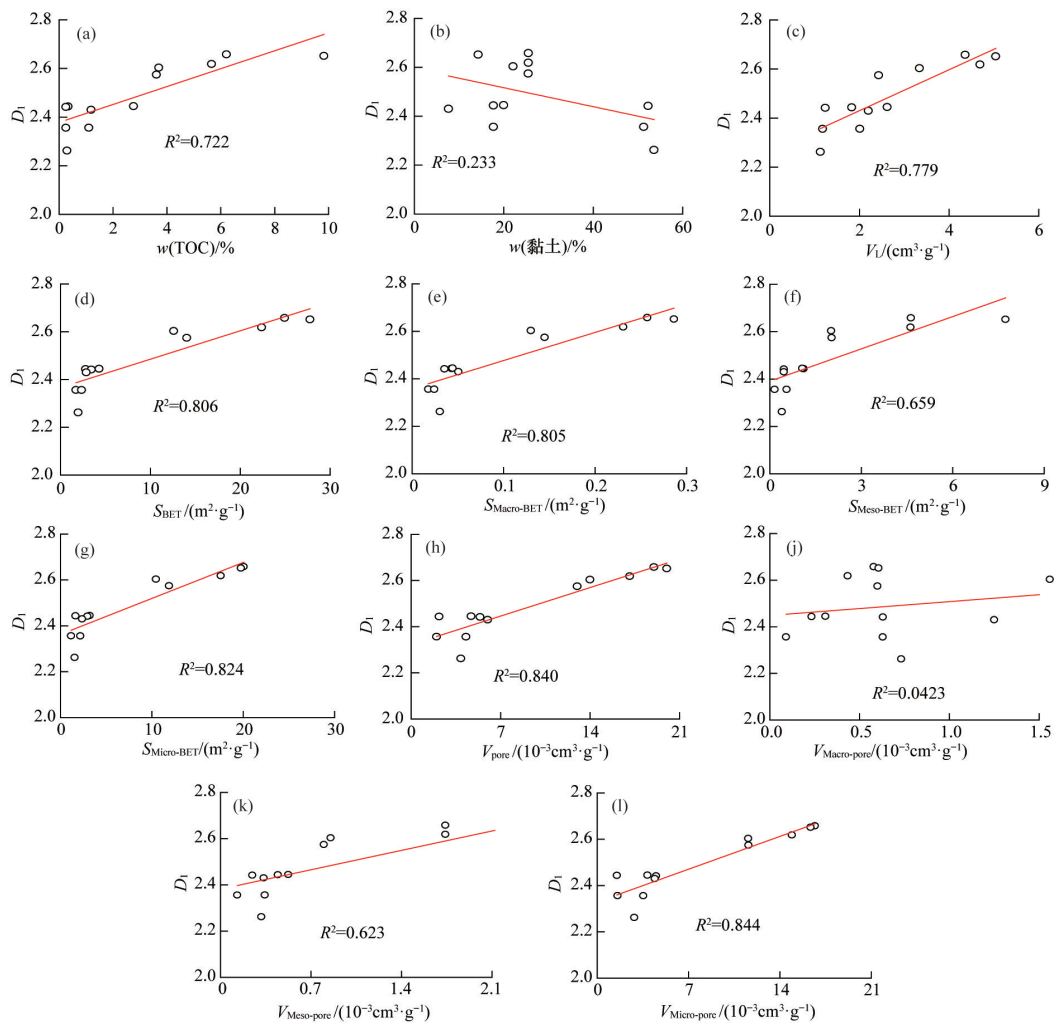 (a)
2.8
2.6
2.4
2.2
2.0
D₁
R²=0.722
0 2 4 6 8 10
w(TOC)/%
(b)
2.8
2.6
2.4
2.2
2.0
D₁
R²=0.233
0 20 40 60
w(黏土)/%
(c)
2.8
2.6
2.4
2.2
2.0
D₁
R²=0.779
0 2 4 6
V_L/(cm³·g⁻¹)
(d)
2.8
2.6
2.4
2.2
2.0
D₁
R²=0.806
0 10 20 30
S_BET/(m²·g⁻¹)
(e)
2.8
2.6
2.4
2.2
2.0
D₁
R²=0.805
0 0.1 0.2 0.3
S_Macro-BET/(m²·g⁻¹)
(f)
2.8
2.6
2.4
2.2
2.0
D₁
R²=0.659
0 3 6 9
S_Meso-BET/(m²·g⁻¹)
(g)
2.8
2.6
2.4
2.2
2.0
D₁
R²=0.824
0 10 20 30
S_Micro-BET/(m²·g⁻¹)
(h)
2.8
2.6
2.4
2.2
2.0
D₁
R²=0.840
0 7 14 21
V_pore/(10⁻³cm³·g⁻¹)
(j)
2.8
2.6
2.4
2.2
2.0
D₁
R²=0.0423
0 0.5 1.0 1.5
V_Macro-pore/(10⁻³cm³·g⁻¹)
(k)
2.8
2.6
2.4
2.2
2.0
D₁
R²=0.623
0 0.7 1.4 2.1
V_Meso-pore/(10⁻³cm³·g⁻¹)
(l)
2.8
2.6
2.4
2.2
2.0
D₁
R²=0.844
0 7 14 21
V_Micro-pore/(10⁻³cm³·g⁻¹)